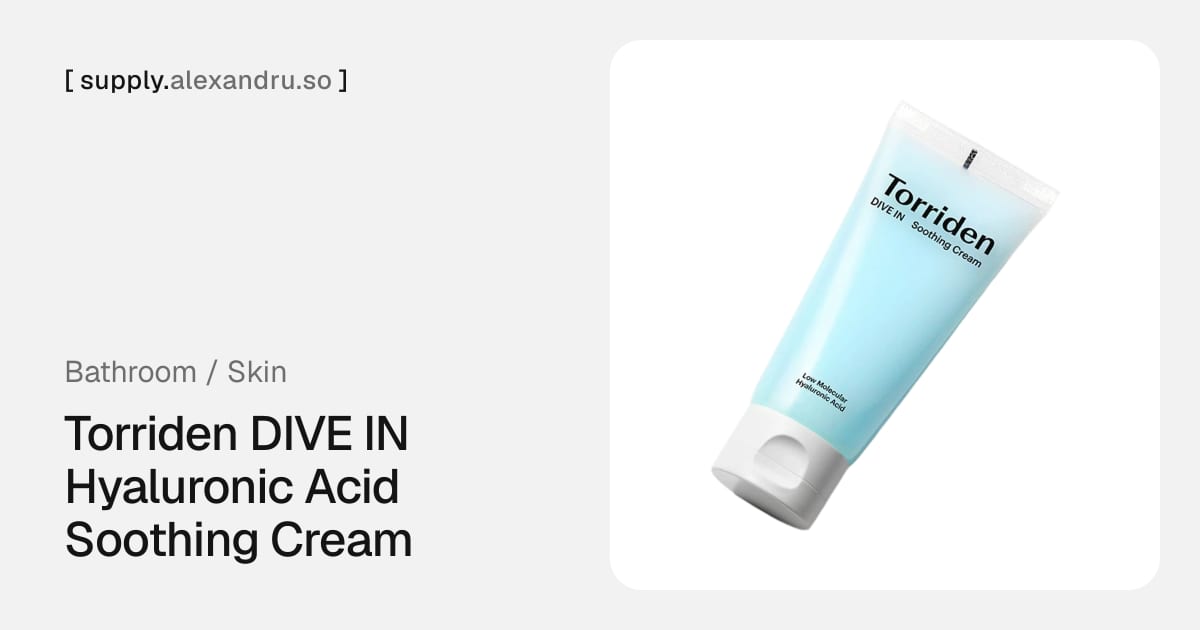 [ supply.alexandru.so ]
Bathroom / Skin
Torriden DIVE IN
Hyaluronic Acid
Soothing Cream
Torriden
DIVE IN Soothing Cream
Low Molecular
Hyaluronic Acid